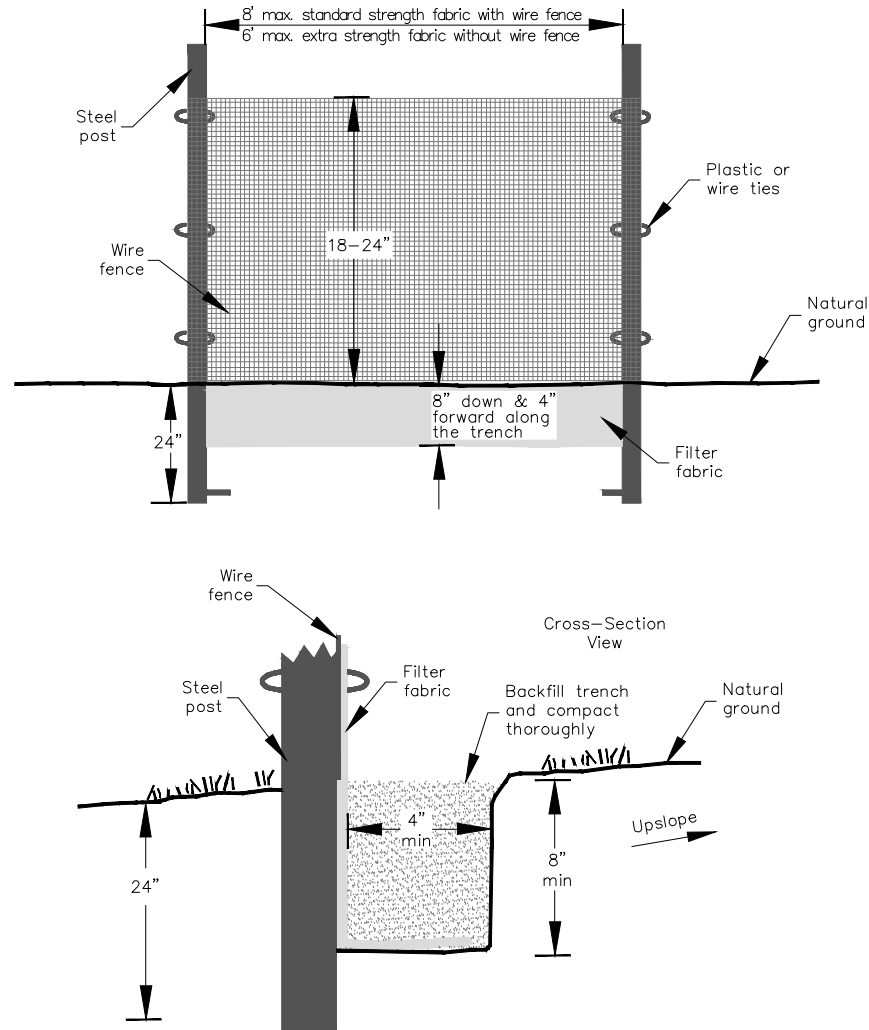 8' max. standard strength fabric with wire fence
6' max. extra strength fabric without wire fence
Steel
post
Plastic or
wire ties
18-24"
Wire
fence
Natural
ground
8" down & 4"
forward along
the trench
24"
Filter
fabric
Wire
fence
Cross-Section
View
Steel
post
Filter
fabric
Backfill trench
and compact
thoroughly
Natural
ground
4"
min
Upslope
8"
min
24"